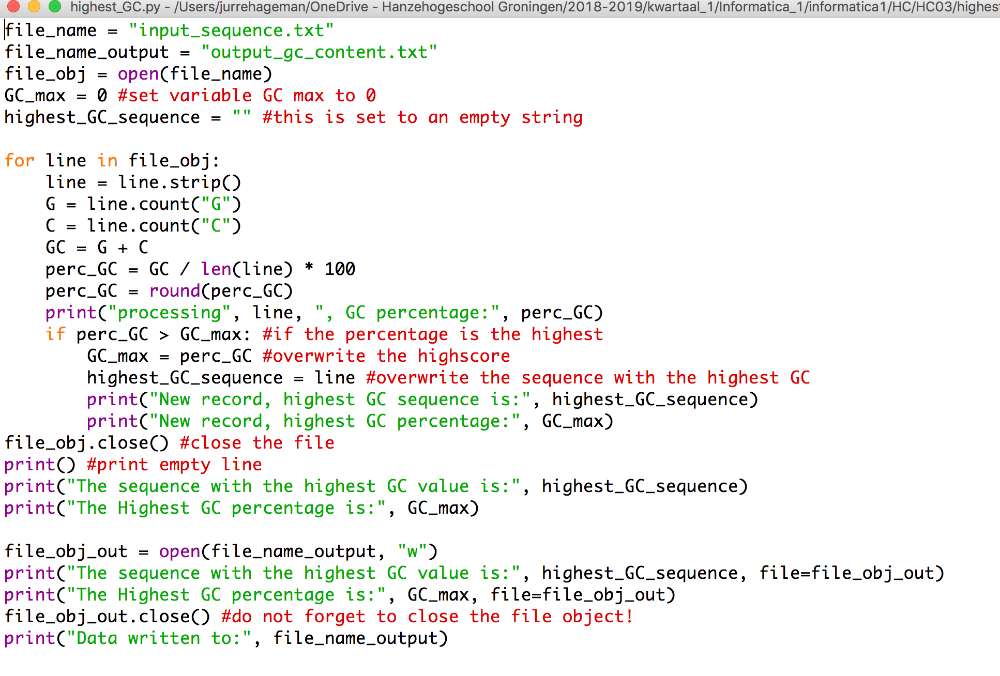 highest_GC.py - /Users/jurrehageman/OneDrive - Hanzehogeschool Groningen/2018-2019/kwartaal_1/Informatica_1/informatica1/HC/HC03/highes
file_name = "input_sequence.txt"
file_name_output = "output_gc_content.txt"
file_obj = open(file_name)
GC_max = 0 #set variable GC max to 0
highest_GC_sequence = "" #this is set to an empty string

for line in file_obj:
    line = line.strip()
    G = line.count("G")
    C = line.count("C")
    GC = G + C
    perc_GC = GC / len(line) * 100
    perc_GC = round(perc_GC)
    print("processing", line, ", GC percentage:", perc_GC)
    if perc_GC > GC_max: #if the percentage is the highest
        GC_max = perc_GC #overwrite the highscore
        highest_GC_sequence = line #overwrite the sequence with the highest GC
        print("New record, highest GC sequence is:", highest_GC_sequence)
        print("New record, highest GC percentage:", GC_max)
file_obj.close() #close the file
print() #print empty line
print("The sequence with the highest GC value is:", highest_GC_sequence)
print("The Highest GC percentage is:", GC_max)

file_obj_out = open(file_name_output, "w")
print("The sequence with the highest GC value is:", highest_GC_sequence, file=file_obj_out)
print("The Highest GC percentage is:", GC_max, file=file_obj_out)
file_obj_out.close() #do not forget to close the file object!
print("Data written to:", file_name_output)